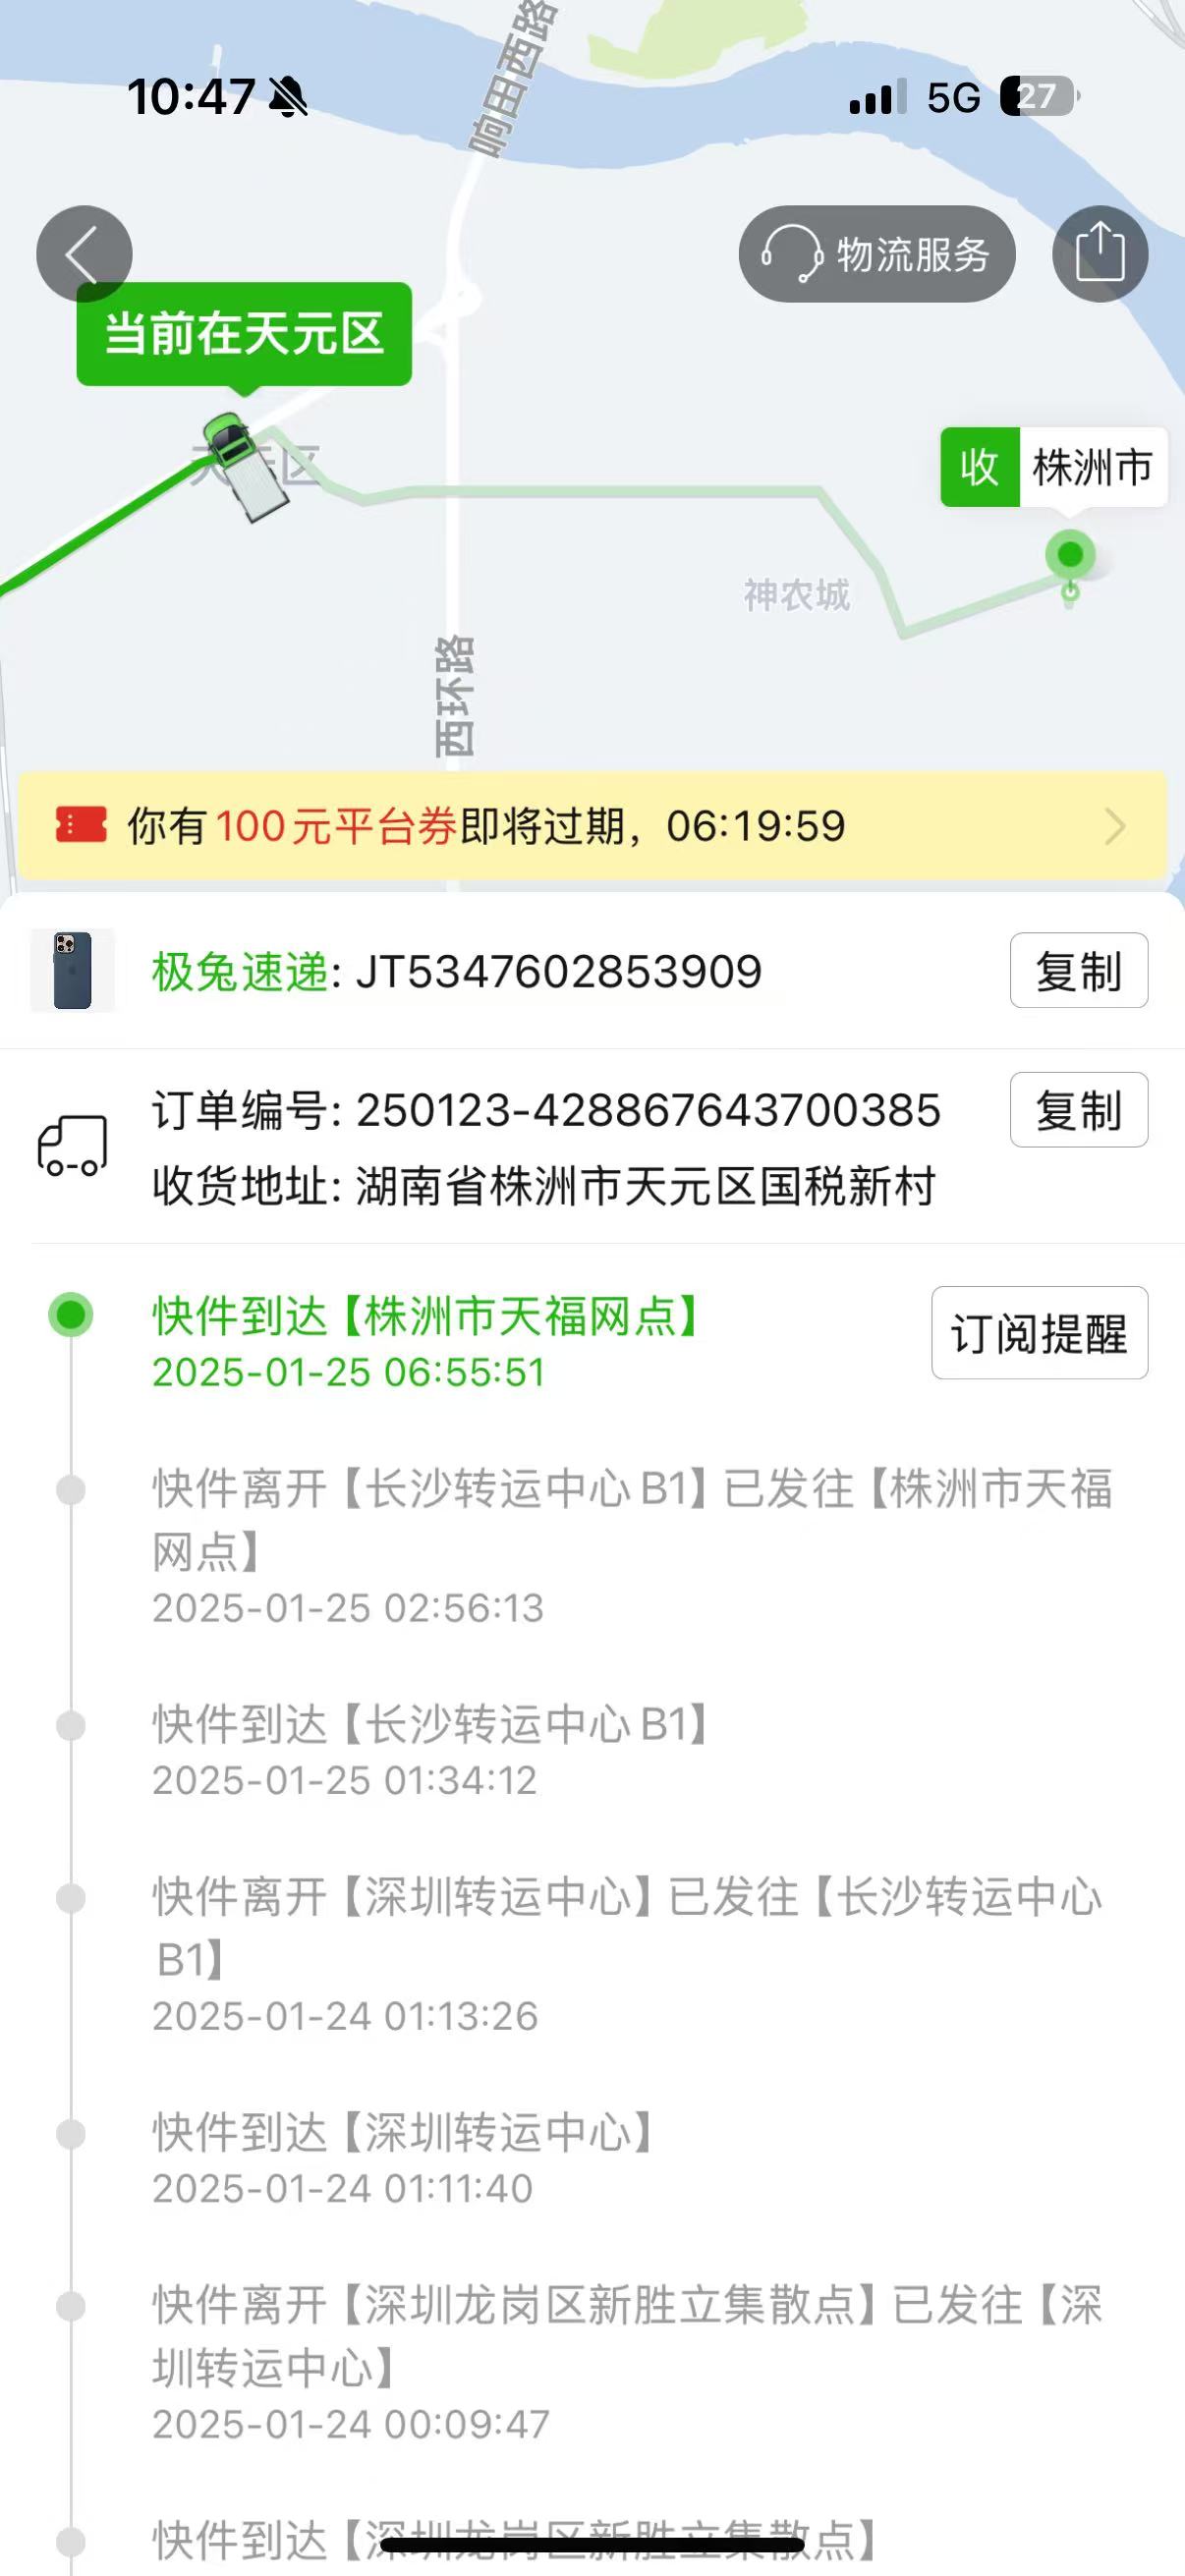 响田西路
10:47 5G 27
物流服务
当前在天元区
天元区
收 株洲市
神农城
西环路
你有100元平台券即将过期，06:19:59
极兔速递: JT5347602853909 复制
订单编号: 250123-428867643700385 复制
收货地址: 湖南省株洲市天元区国税新村
快件到达【株洲市天福网点】 订阅提醒
2025-01-25 06:55:51
快件离开【长沙转运中心B1】已发往【株洲市天福
网点】
2025-01-25 02:56:13
快件到达【长沙转运中心B1】
2025-01-25 01:34:12
快件离开【深圳转运中心】已发往【长沙转运中心
B1】
2025-01-24 01:13:26
快件到达【深圳转运中心】
2025-01-24 01:11:40
快件离开【深圳龙岗区新胜立集散点】已发往【深
圳转运中心】
2025-01-24 00:09:47
快件到达【深圳龙岗区新胜立集散点】